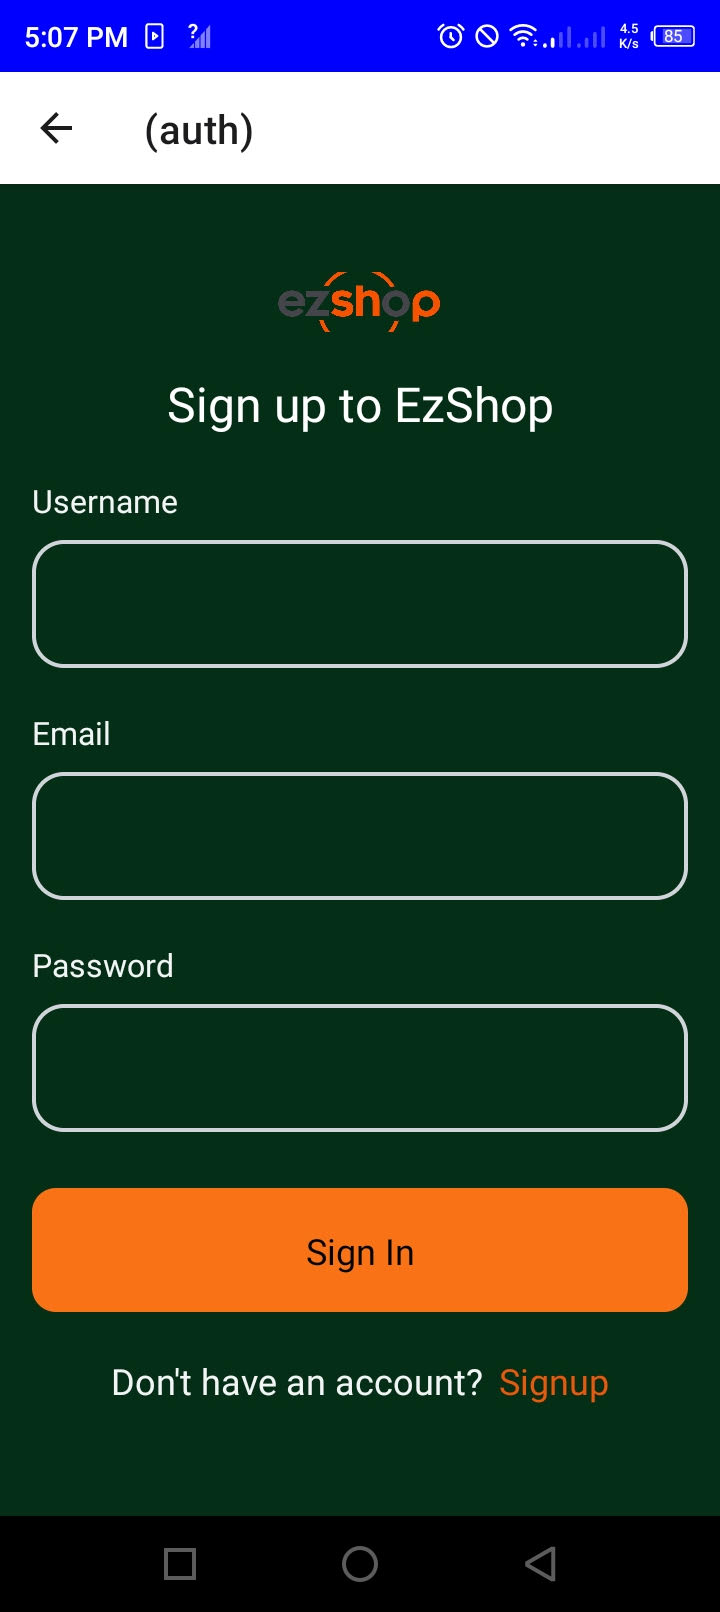 5:07 PM ? 4.5 K/s 85
(auth)
ezshop
Sign up to EzShop
Username
Email
Password
Sign In
Don't have an account? Signup